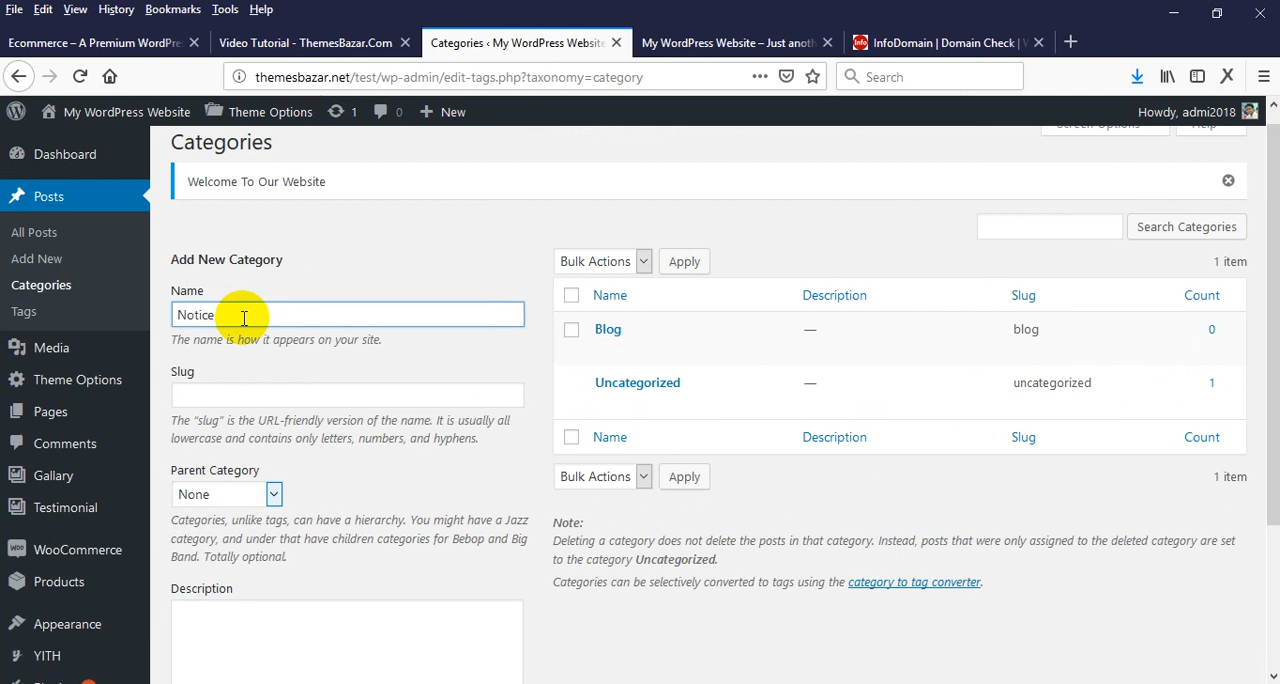 File Edit View History Bookmarks Tools Help
Ecommerce – A Premium WordPre
Video Tutorial - ThemesBazar.Com
Categories ‹ My WordPress Website
My WordPress Website – Just anoth
Info InfoDomain | Domain Check |
themesbazar.net/test/wp-admin/edit-tags.php?taxonomy=category
Search
My WordPress Website Theme Options 1 0 New
Howdy, admi2018
Dashboard
Posts
All Posts
Add New
Categories
Tags
Media
Theme Options
Pages
Comments
Gallary
Testimonial
WooCommerce
Products
Appearance
YITH
Screen Options Help
Categories
Welcome To Our Website
Search Categories
Add New Category
Name
Notice
The name is how it appears on your site.
Slug
The "slug" is the URL-friendly version of the name. It is usually all
lowercase and contains only letters, numbers, and hyphens.
Parent Category
None
Categories, unlike tags, can have a hierarchy. You might have a Jazz
category, and under that have children categories for Bebop and Big
Band. Totally optional.
Description
Bulk Actions Apply 1 item
Name Description Slug Count
Blog — blog 0
Uncategorized — uncategorized 1
Name Description Slug Count
Bulk Actions Apply 1 item
Note:
Deleting a category does not delete the posts in that category. Instead, posts that were only assigned to the deleted category are set
to the category Uncategorized.
Categories can be selectively converted to tags using the category to tag converter.